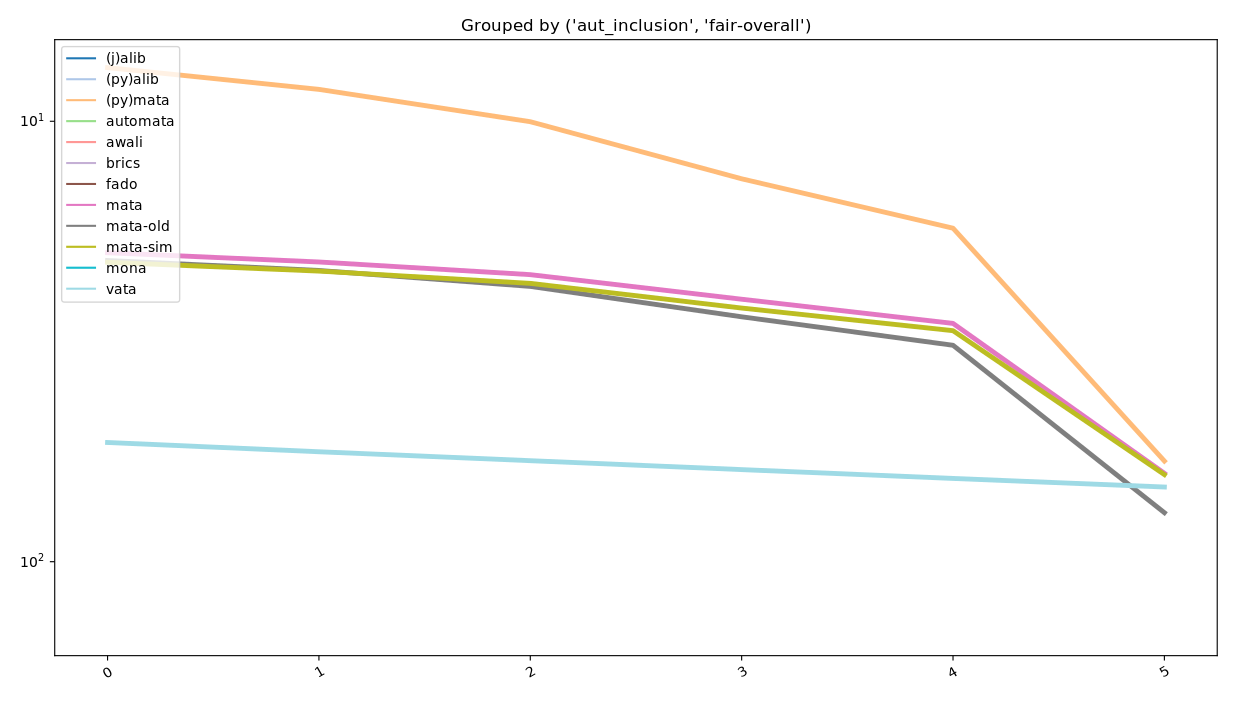 Grouped by ('aut_inclusion', 'fair-overall')
(j)alib
(py)alib
(py)mata
automata
awali
brics
fado
mata
mata-old
mata-sim
mona
vata
10¹
10²
0 1 2 3 4 5